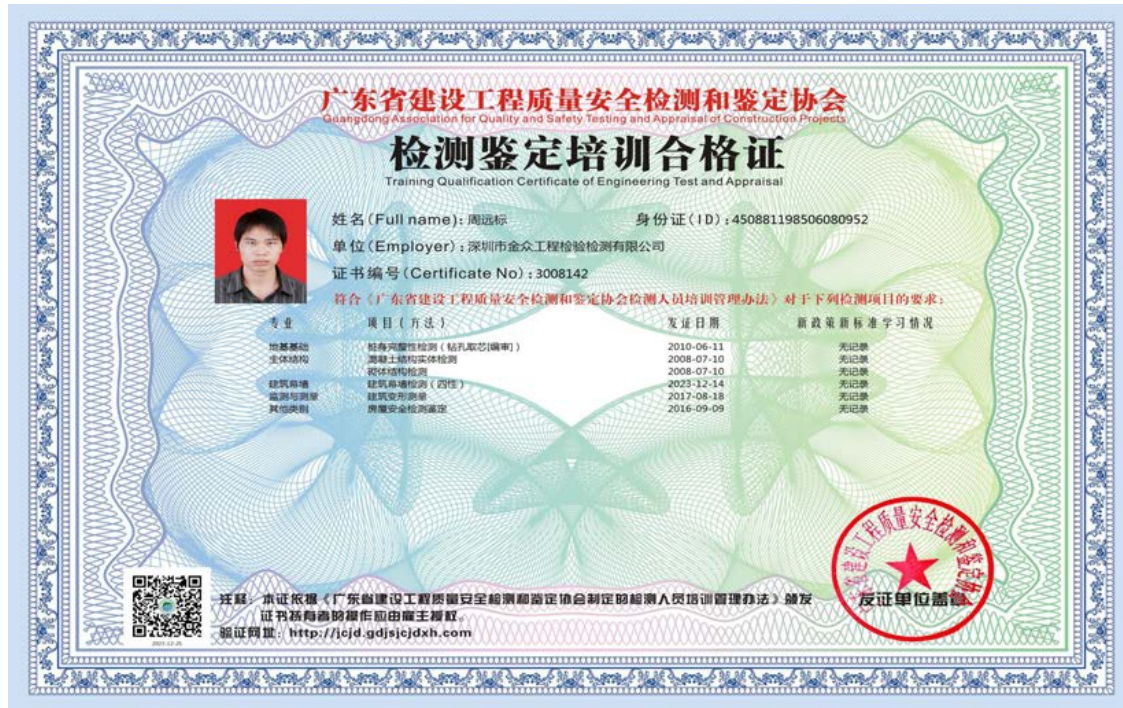 广东省建设工程质量安全检测和鉴定协会
Guangdong Association for Quality and Safety Testing and Appraisal of Construction Projects
检测鉴定培训合格证
Training Qualification Certificate of Engineering Test and Appraisal
姓名(Full name): 周远标 身份证(ID): 450881198506080952
单位(Employer): 深圳市金众工程检验检测有限公司
证书编号(Certificate No): 3008142
符合《广东省建设工程质量安全检测和鉴定协会检测人员培训管理办法》对于下列检测项目的要求:
专业 项目(方法) 发证日期 新政策新标准学习情况
地基基础 桩身完整性检测(钻孔取芯[编审]) 2010-06-11 无记录
主体结构 混凝土结构实体检测 2008-07-10 无记录
砌体结构检测 2008-07-10 无记录
建筑幕墙 建筑幕墙检测(四性) 2023-12-14 无记录
监测与测量 建筑变形测量 2017-08-18 无记录
其他类别 房屋安全检测鉴定 2016-09-09 无记录
注释: 本证依据《广东省建设工程质量安全检测和鉴定协会制定的检测人员培训管理办法》颁发
证书持有者的操作应由雇主授权。
验证网址: http://jcjd.gdjsjcjdxh.com
发证单位盖章